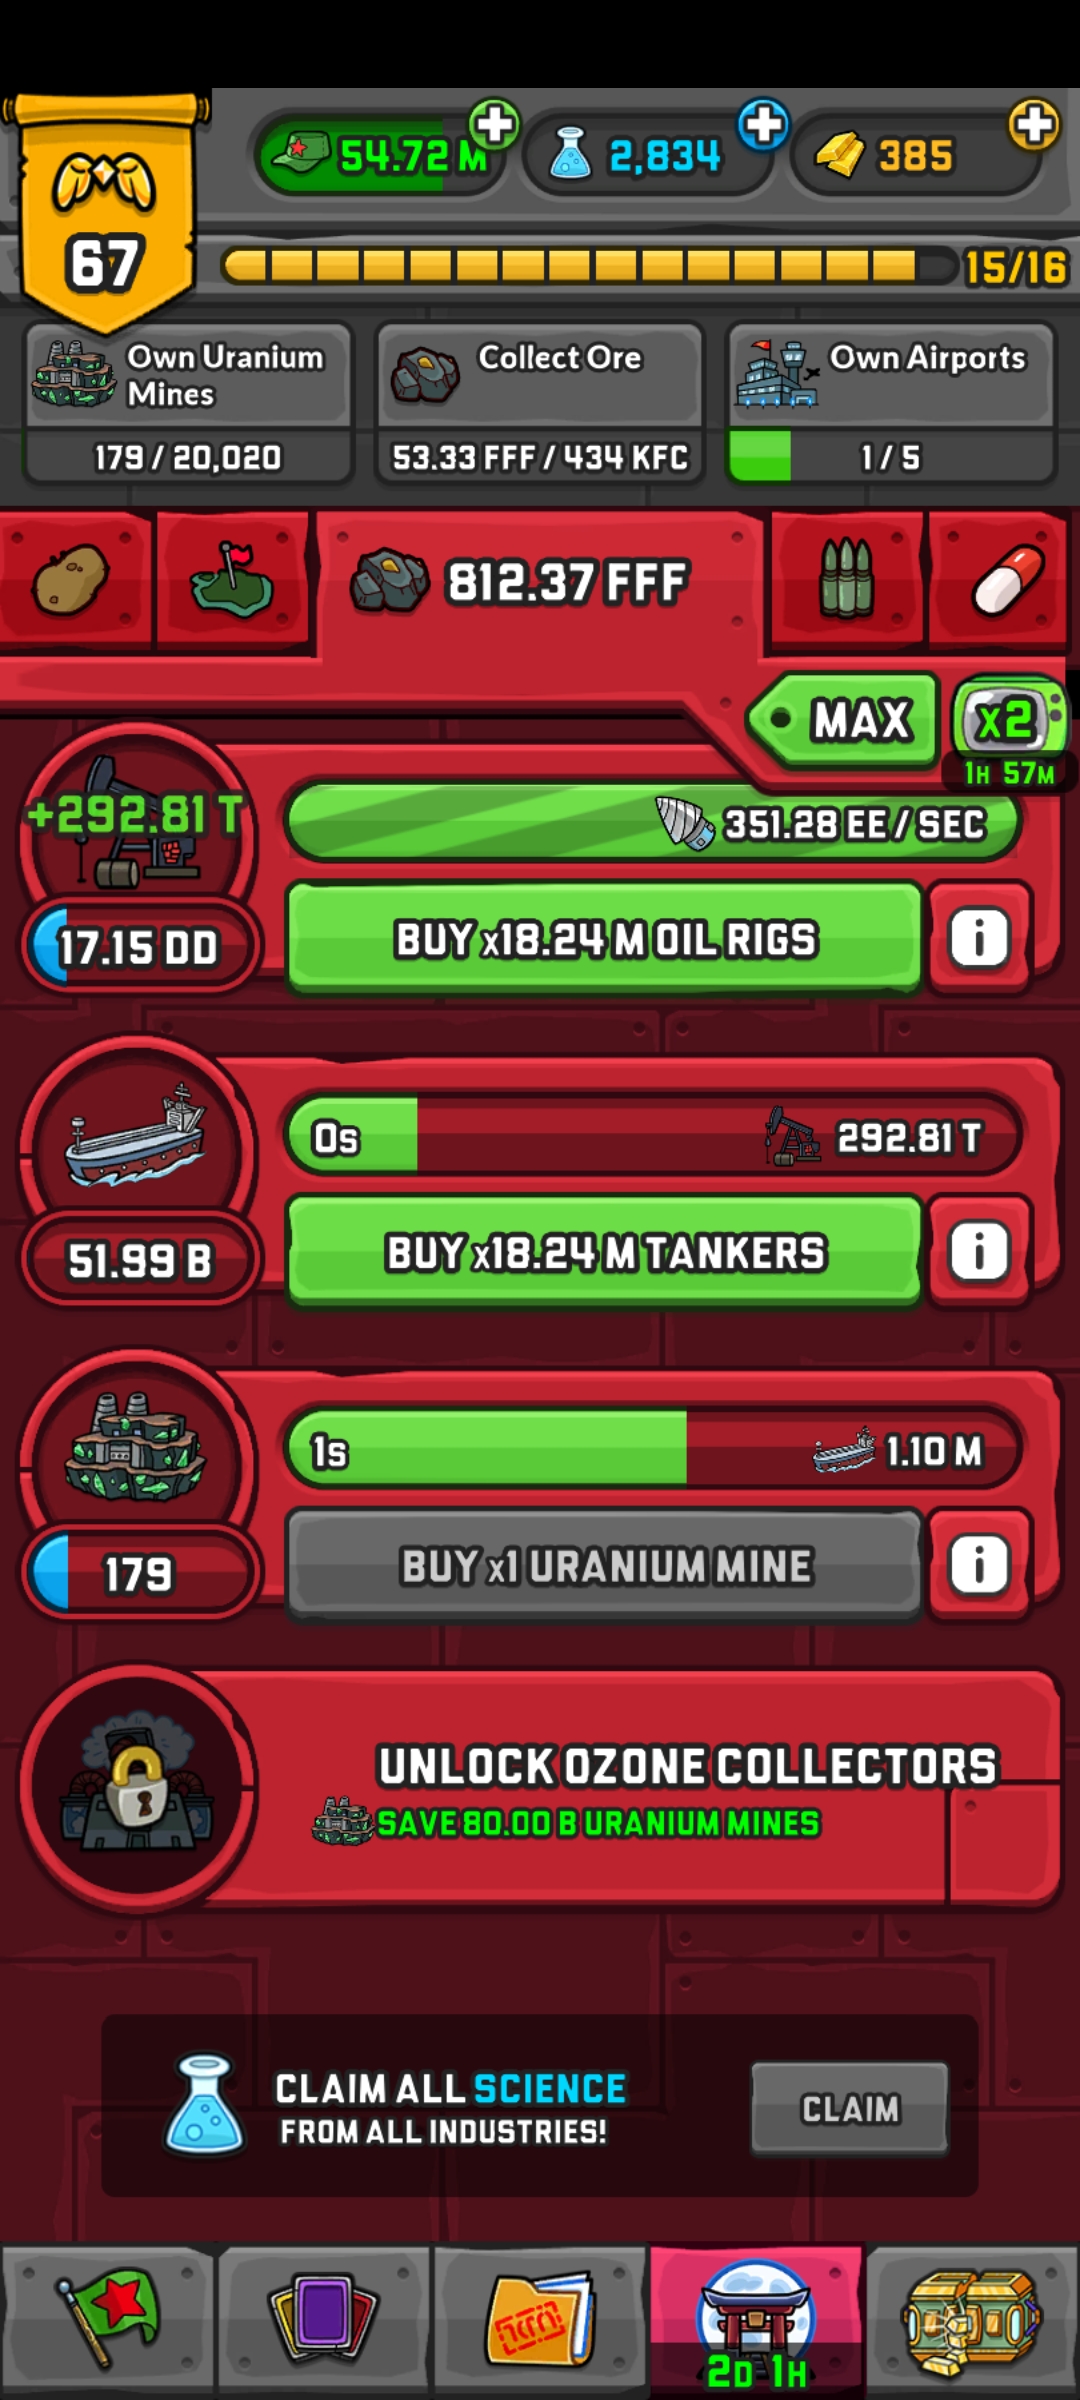 54.72 M
2,834
385
67
15/16
Own Uranium
Mines
179 / 20,020
Collect Ore
53.33 FFF / 434 KFC
Own Airports
1 / 5
812.37 FFF
MAX
x2
1H 57M
+292.81 T
351.28 EE / SEC
17.15 DD
BUY x18.24 M OIL RIGS
i
0s
292.81 T
51.99 B
BUY x18.24 M TANKERS
i
1s
1.10 M
179
BUY x1 URANIUM MINE
i
UNLOCK OZONE COLLECTORS
SAVE 80.00 B URANIUM MINES
CLAIM ALL SCIENCE
FROM ALL INDUSTRIES!
CLAIM
2D 1H